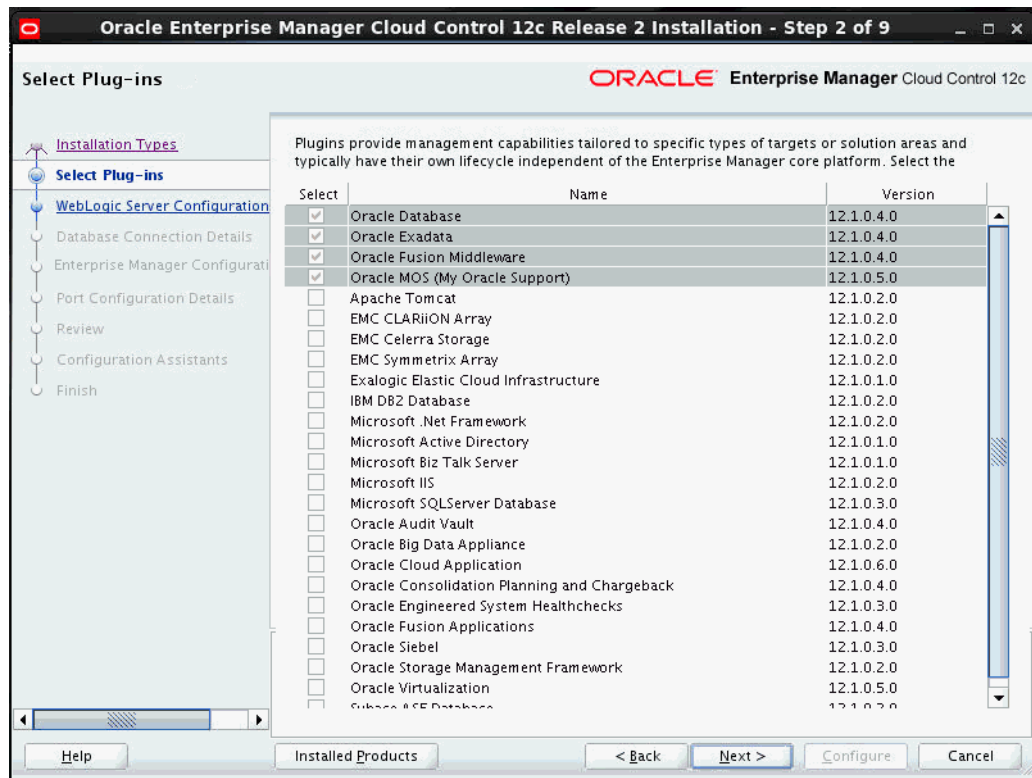 Oracle Enterprise Manager Cloud Control 12c Release 2 Installation - Step 2 of 9
Select Plug-ins
ORACLE Enterprise Manager Cloud Control 12c
Installation Types
Select Plug-ins
WebLogic Server Configuration
Database Connection Details
Enterprise Manager Configurati
Port Configuration Details
Review
Configuration Assistants
Finish
Plugins provide management capabilities tailored to specific types of targets or solution areas and
typically have their own lifecycle independent of the Enterprise Manager core platform. Select the
Select Name Version
Oracle Database 12.1.0.4.0
Oracle Exadata 12.1.0.4.0
Oracle Fusion Middleware 12.1.0.4.0
Oracle MOS (My Oracle Support) 12.1.0.5.0
Apache Tomcat 12.1.0.2.0
EMC CLARiiON Array 12.1.0.2.0
EMC Celerra Storage 12.1.0.2.0
EMC Symmetrix Array 12.1.0.2.0
Exalogic Elastic Cloud Infrastructure 12.1.0.1.0
IBM DB2 Database 12.1.0.2.0
Microsoft .Net Framework 12.1.0.2.0
Microsoft Active Directory 12.1.0.1.0
Microsoft Biz Talk Server 12.1.0.1.0
Microsoft IIS 12.1.0.2.0
Microsoft SQLServer Database 12.1.0.3.0
Oracle Audit Vault 12.1.0.4.0
Oracle Big Data Appliance 12.1.0.2.0
Oracle Cloud Application 12.1.0.6.0
Oracle Consolidation Planning and Chargeback 12.1.0.4.0
Oracle Engineered System Healthchecks 12.1.0.3.0
Oracle Fusion Applications 12.1.0.4.0
Oracle Siebel 12.1.0.3.0
Oracle Storage Management Framework 12.1.0.2.0
Oracle Virtualization 12.1.0.5.0
Help Installed Products < Back Next > Configure Cancel